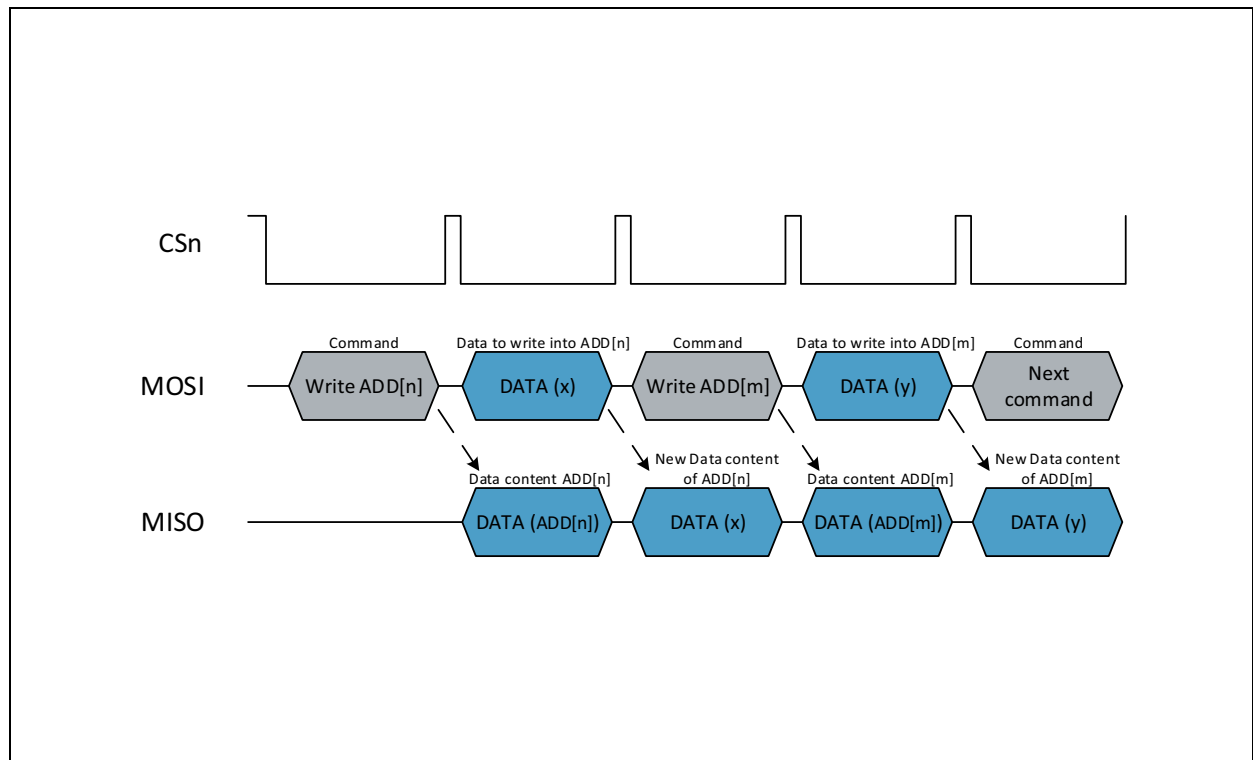 CSn
Command
Data to write into ADD[n]
Command
Data to write into ADD[m]
Command
MOSI
Write ADD[n]
DATA (x)
Write ADD[m]
DATA (y)
Next
command
Data content ADD[n]
New Data content
of ADD[n]
Data content ADD[m]
New Data content
of ADD[m]
MISO
DATA (ADD[n])
DATA (x)
DATA (ADD[m])
DATA (y)